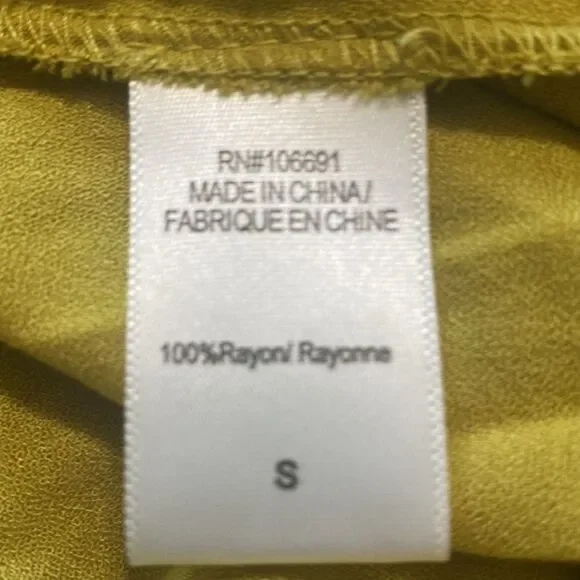 RN#106691
MADE IN CHINA/
FABRIQUE EN CHINE
100%Rayon/ Rayonne
S